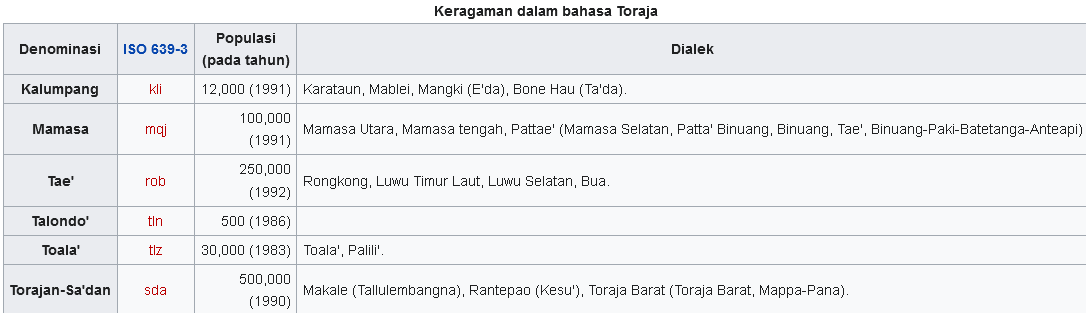 Keragaman dalam bahasa Toraja
Denominasi ISO 639-3 Populasi (pada tahun) Dialek
Kalumpang kli 12,000 (1991) Karataun, Mablei, Mangki (E'da), Bone Hau (Ta'da).
Mamasa mqj 100,000 (1991) Mamasa Utara, Mamasa tengah, Pattae' (Mamasa Selatan, Patta' Binuang, Binuang, Tae', Binuang-Paki-Batetanga-Anteapi)
Tae' rob 250,000 (1992) Rongkong, Luwu Timur Laut, Luwu Selatan, Bua.
Talondo' tln 500 (1986)
Toala' tlz 30,000 (1983) Toala', Palili'.
Torajan-Sa'dan sda 500,000 (1990) Makale (Tallulembangna), Rantepao (Kesu'), Toraja Barat (Toraja Barat, Mappa-Pana).